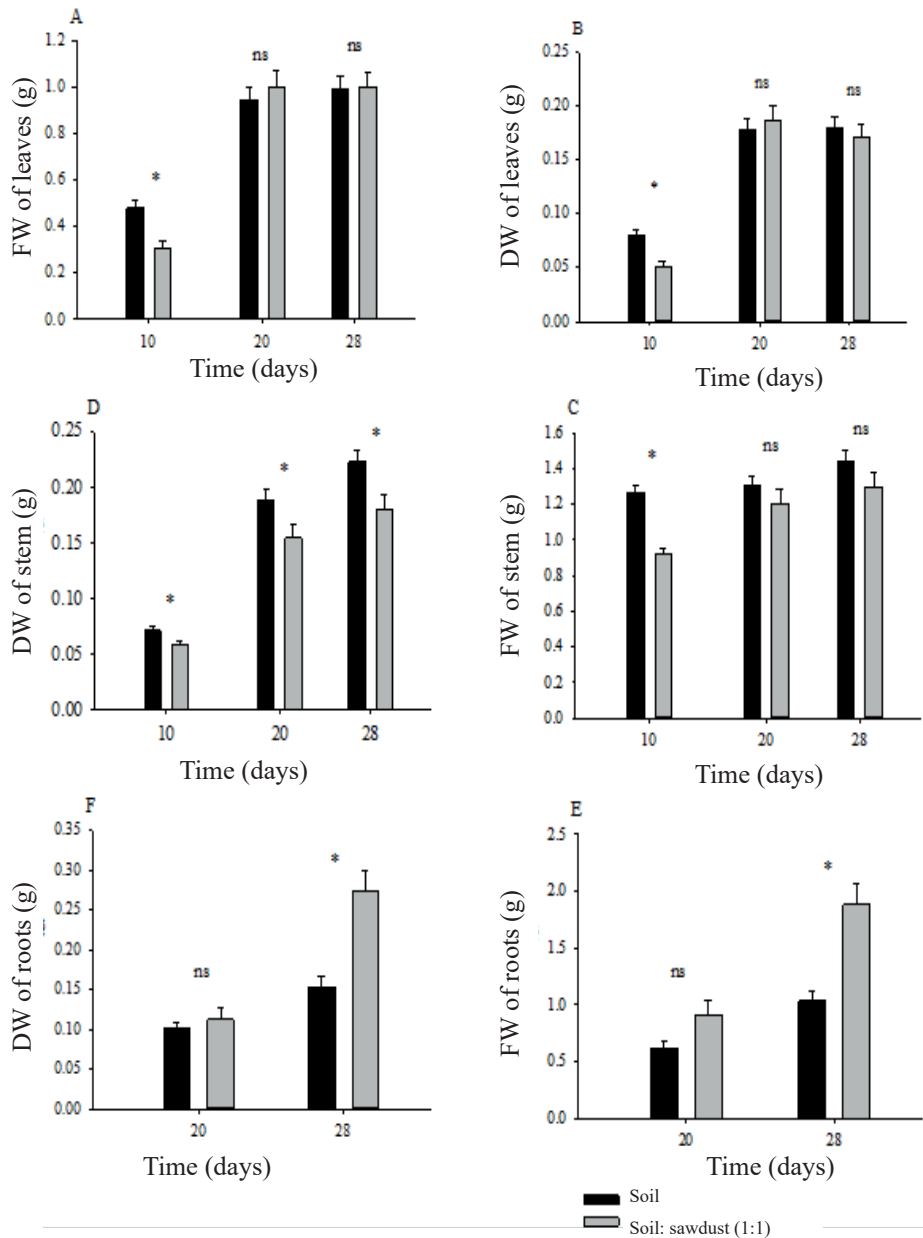 A
FW of leaves (g)
1.2
1.0
0.8
0.6
0.4
0.2
0.0
*
ns
ns
10
20
28
Time (days)
B
DW of leaves (g)
0.25
0.20
0.15
0.10
0.05
0.00
*
ns
ns
10
20
28
Time (days)
D
DW of stem (g)
0.25
0.20
0.15
0.10
0.05
0.00
*
*
*
10
20
28
Time (days)
C
FW of stem (g)
1.6
1.4
1.2
1.0
0.8
0.6
0.4
0.2
0.0
*
ns
ns
10
20
28
Time (days)
F
DW of roots (g)
0.35
0.30
0.25
0.20
0.15
0.10
0.05
0.00
ns
*
20
28
Time (days)
E
FW of roots (g)
2.5
2.0
1.5
1.0
0.5
0.0
ns
*
20
28
Time (days)
Soil
Soil: sawdust (1:1)